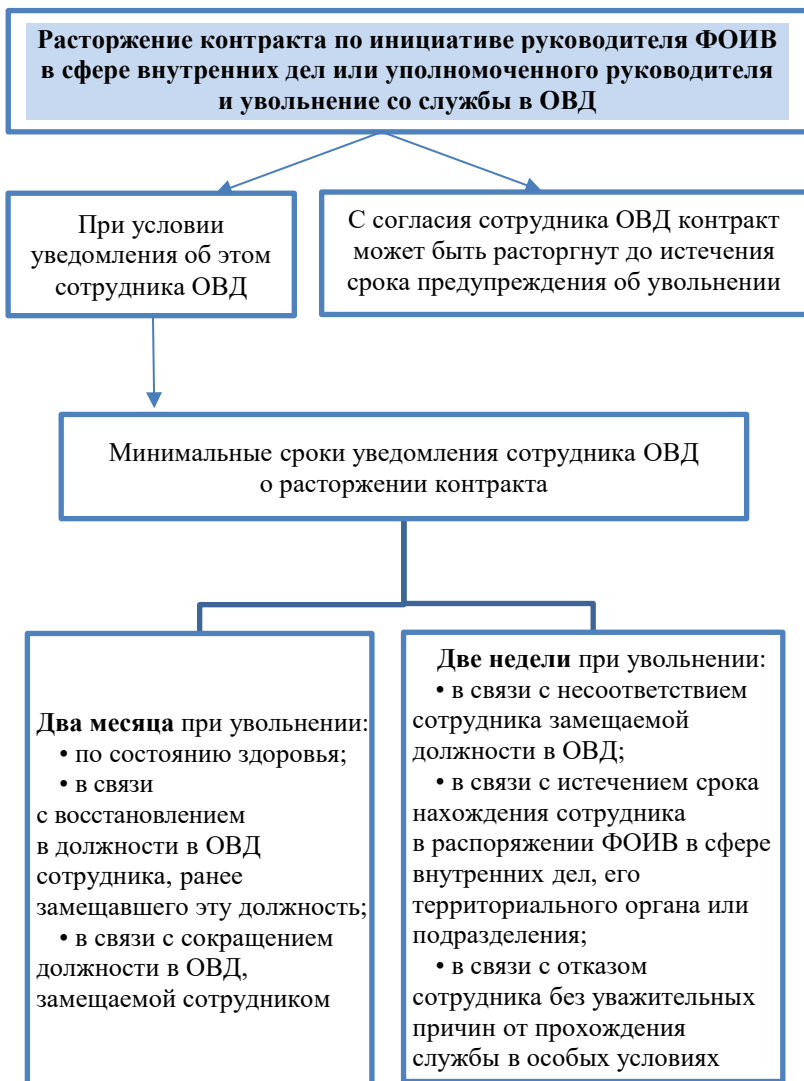 Расторжение контракта по инициативе руководителя ФОИВ
в сфере внутренних дел или уполномоченного руководителя
и увольнение со службы в ОВД
При условии
уведомления об этом
сотрудника ОВД
С согласия сотрудника ОВД контракт
может быть расторгнут до истечения
срока предупреждения об увольнении
Минимальные сроки уведомления сотрудника ОВД
о расторжении контракта
Два месяца при увольнении:
• по состоянию здоровья;
• в связи
с восстановлением
в должности в ОВД
сотрудника, ранее
замещавшего эту должность;
• в связи с сокращением
должности в ОВД,
замещаемой сотрудником
Две недели при увольнении:
• в связи с несоответствием
сотрудника замещаемой
должности в ОВД;
• в связи с истечением срока
нахождения сотрудника
в распоряжении ФОИВ в сфере
внутренних дел, его
территориального органа или
подразделения;
• в связи с отказом
сотрудника без уважительных
причин от прохождения
службы в особых условиях